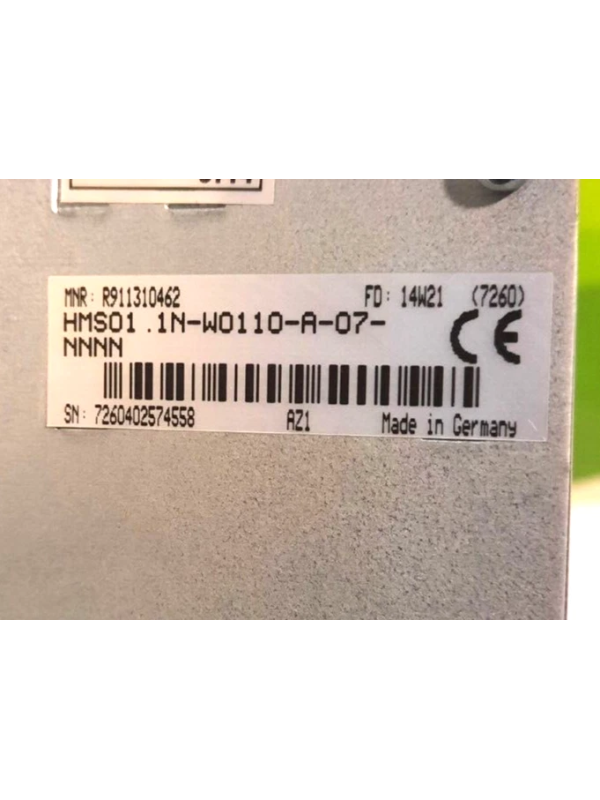 MNR: R911310462 FD: 14W21 (7260)
HMS01.1N-W0110-A-07-
NNNN
CE
SN: 7260402574558 AZ1 Made in Germany